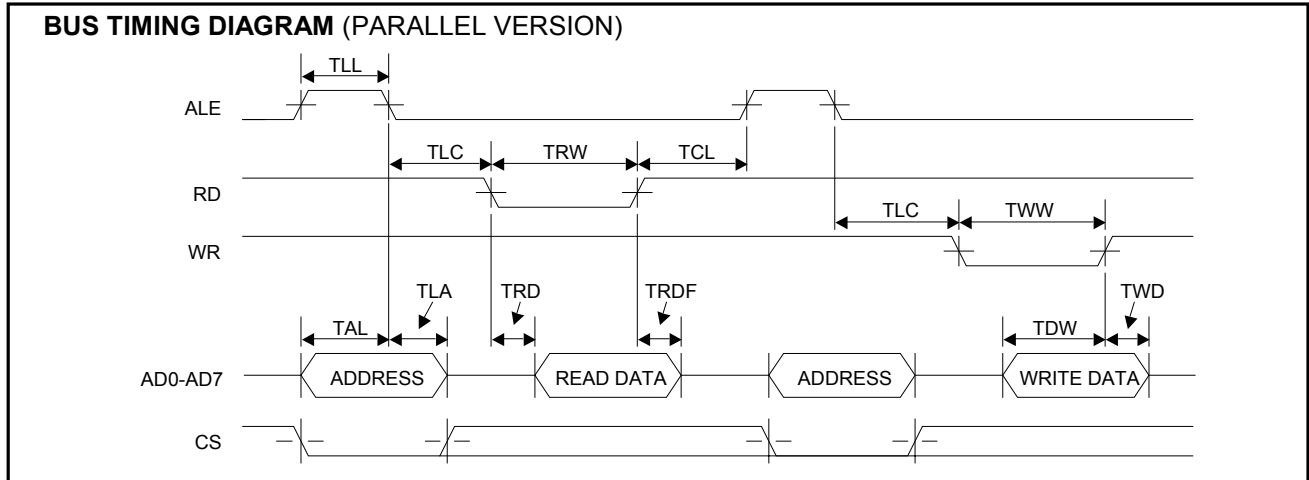 BUS TIMING DIAGRAM (PARALLEL VERSION)
TLL
ALE
TLC TRW TCL
RD
TLC TWW
WR
TLA TRD TRDF TWD
TAL TDW
AD0-AD7 ADDRESS READ DATA ADDRESS WRITE DATA
CS